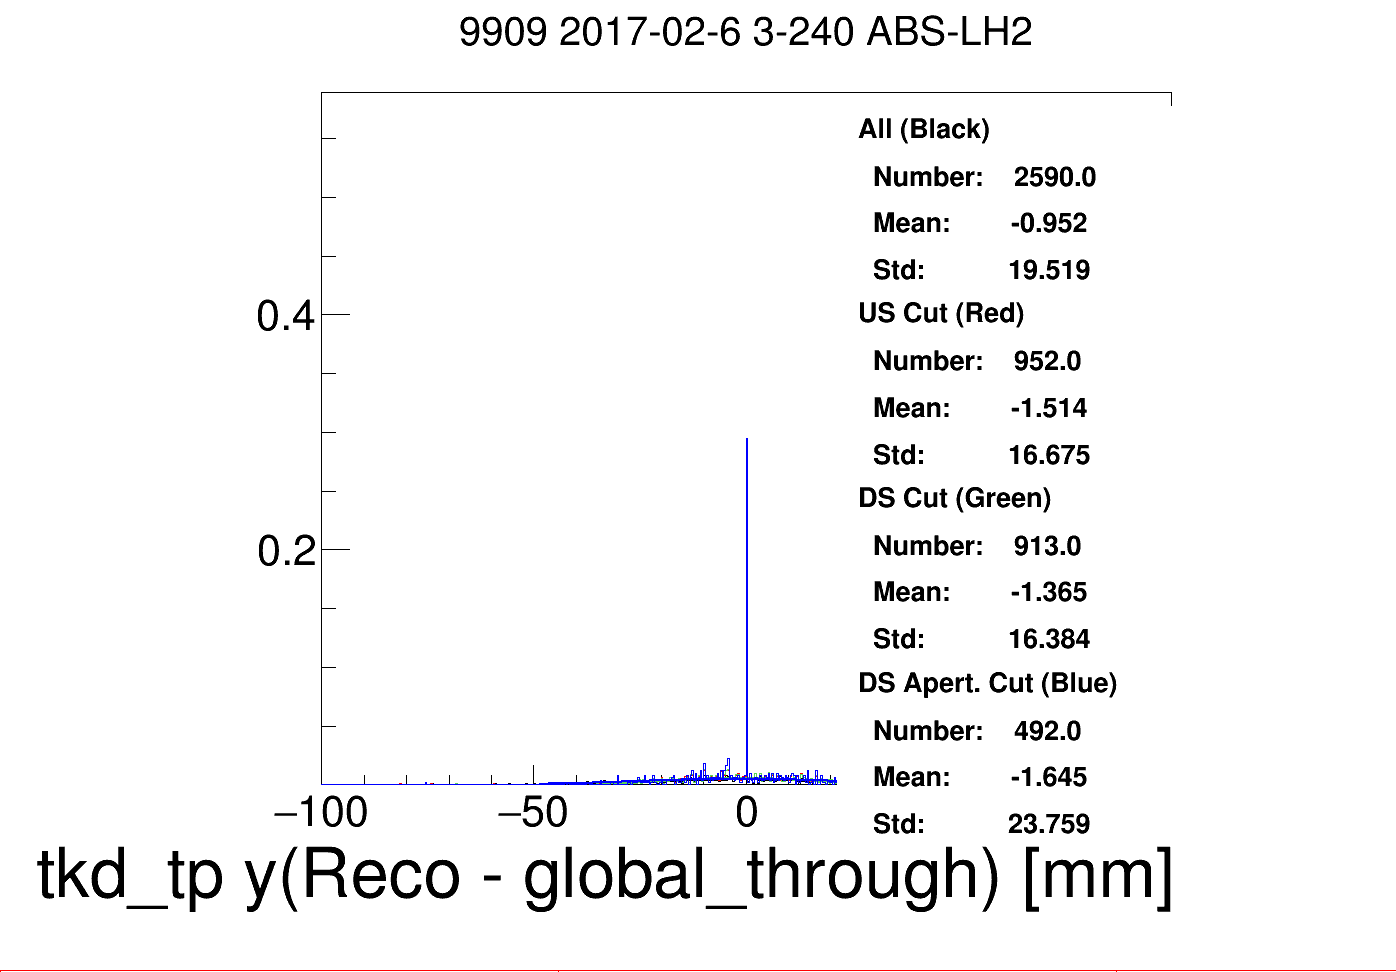 9909 2017-02-6 3-240 ABS-LH2
All (Black)
Number: 2590.0
Mean: -0.952
Std: 19.519
US Cut (Red)
Number: 952.0
Mean: -1.514
Std: 16.675
DS Cut (Green)
Number: 913.0
Mean: -1.365
Std: 16.384
DS Apert. Cut (Blue)
Number: 492.0
Mean: -1.645
Std: 23.759
0.4
0.2
−100 −50 0
tkd_tp y(Reco - global_through) [mm]